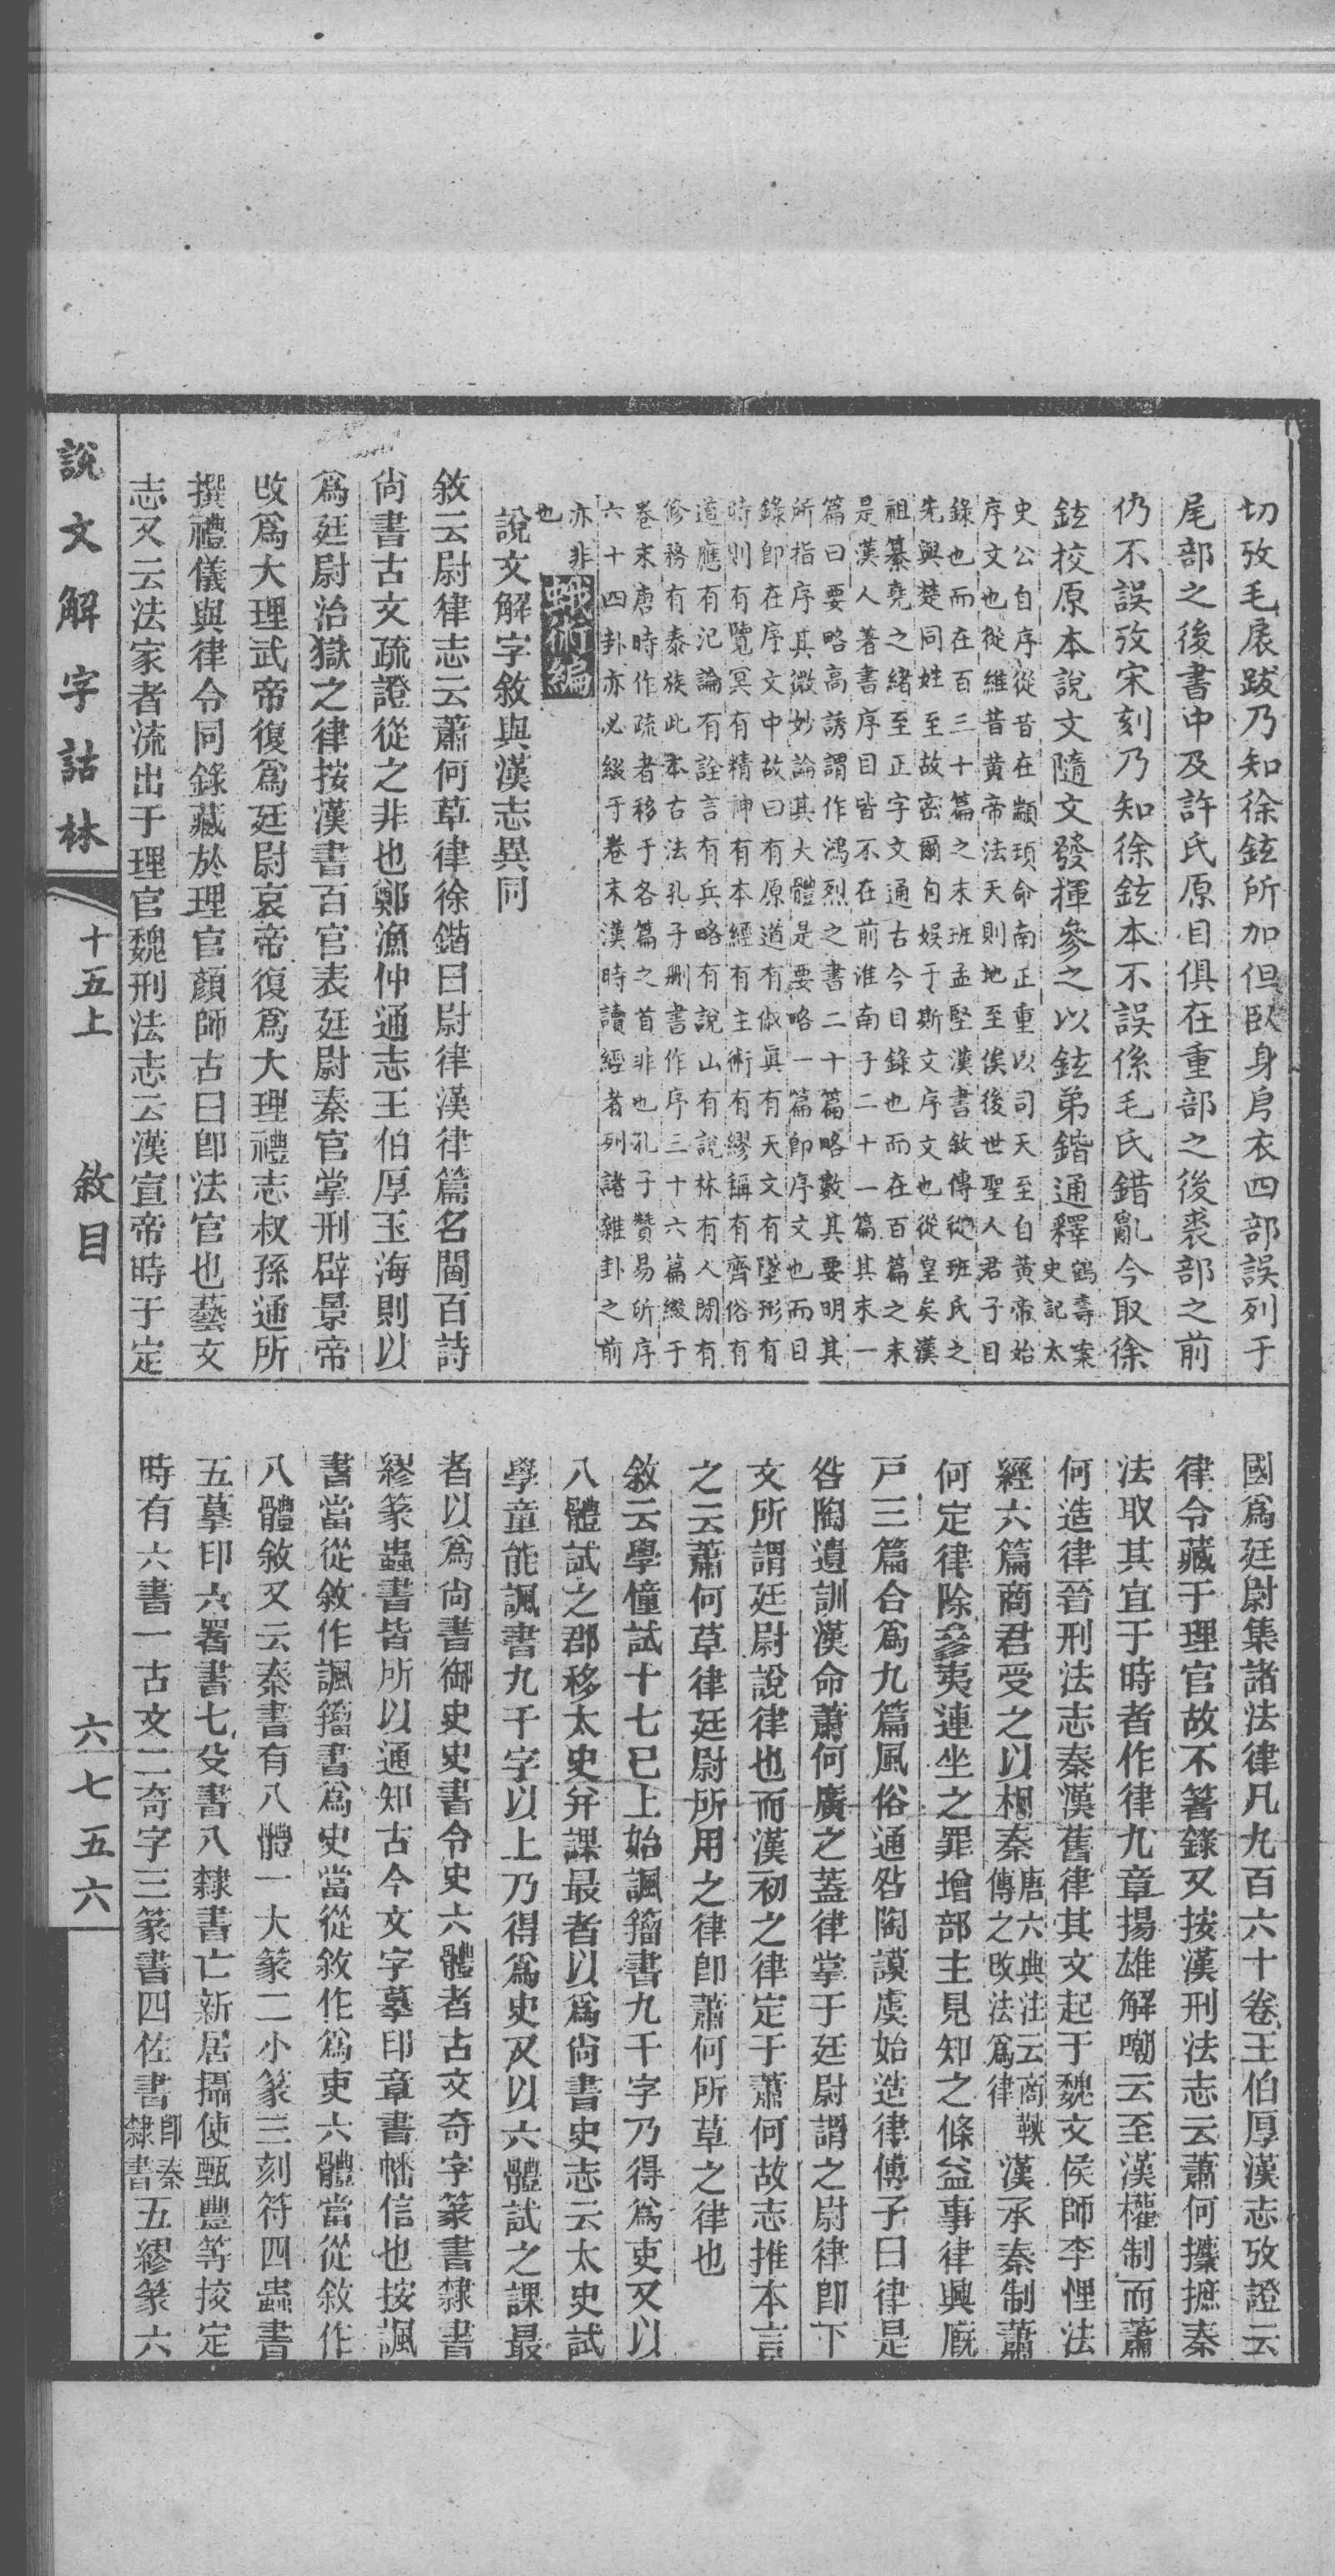 切攷毛扆跋乃知徐鉉所加但臥身㐆衣四部誤列于
尾部之後書中及許氏原目俱在重部之後裘部之前
仍不誤攷宋刻乃知徐鉉本不誤係毛氏錯亂今取徐
鉉挍原本說文隨文發揮參之以鉉弟鍇通釋
鶴壽案
史記太
史公自序從昔在顓頊命南正重以司天至自黃帝始
序文也從維昔黃帝法天則地至俟後世聖人君子目
錄也而在百三十篇之末班孟堅漢書敘傳從班氏之
先與楚同姓至故密爾自娛于斯文序文也從皇矣漢
祖纂堯之緒至正字文通古今目錄也而在百篇之末
是漢人著書序目皆不在前淮南子二十一篇其末一
篇曰要略高誘謂作鴻烈之書二十篇略數其要明其
所指序其微妙論其大體是要略一篇卽序文也而目
錄卽在序文中故曰有原道有俶眞有天文有墬形有
時則有覽冥有精神有本經有主術有繆稱有齊俗有
道應有氾論有詮言有兵略有說山有說林有人閒有
修務有泰族此本古法孔子刪書作序三十六篇綴于
卷末唐時作疏者移于各篇之首非也孔子贊易所序
六十四卦亦必綴于卷末漢時讀經者列諸雜卦之前
亦非
也
蛾術編
說文解字敘與漢志異同
敘云尉律志云蕭何草律徐鍇曰尉律漢律篇名閻百詩
尙書古文疏證從之非也鄭漁仲通志王伯厚玉海則以
爲廷尉治獄之律按漢書百官表廷尉秦官掌刑辟景帝
攺爲大理武帝復爲廷尉哀帝復爲大理禮志叔孫通所
撰禮儀與律令同錄藏於理官顏師古曰卽法官也藝文
志又云法家者流出于理官魏刑法志云漢宣帝時于定
國爲廷尉集諸法律凡九百六十卷王伯厚漢志攷證云
律令藏于理官故不箸錄又按漢刑法志云蕭何攗摭秦
法取其宜于時者作律九章揚雄解嘲云至漢權制而蕭
何造律晉刑法志秦漢舊律其文起于魏文侯師李悝法
經六篇商君受之以相秦
唐六典注云商鞅
傳之攺法爲律
漢承秦制蕭
何定律除參夷連坐之罪增部主見知之條益事律興廐
戸三篇合爲九篇風俗通咎陶謨虞始造律傅子曰律是
咎陶遺訓漢命蕭何廣之蓋律掌于廷尉謂之尉律卽下
文所謂廷尉說律也而漢初之律定于蕭何故志推本言
之云蕭何草律廷尉所用之律卽蕭何所草之律也
敘云學僮試十七已上始諷籀書九千字乃得爲吏又以
八體試之郡移太史并課最者以爲尙書史志云太史試
學童能諷書九千字以上乃得爲史又以六體試之課最
者以爲尙書御史史書令史六體者古文奇字篆書隸書
繆篆蟲書皆所以通知古今文字摹印章書幡信也按諷
書當從敘作諷籀書爲史當從敘作爲吏六體當從敘作
八體敘又云秦書有八體一大篆二小篆三刻符四蟲書
五摹印六署書七殳書八隸書亡新居攝使甄豐等挍定
時有六書一古文二奇字三篆書四佐書
卽秦
隸書
五繆篆六
說文解字詁林
十五上
敘目
六七五六